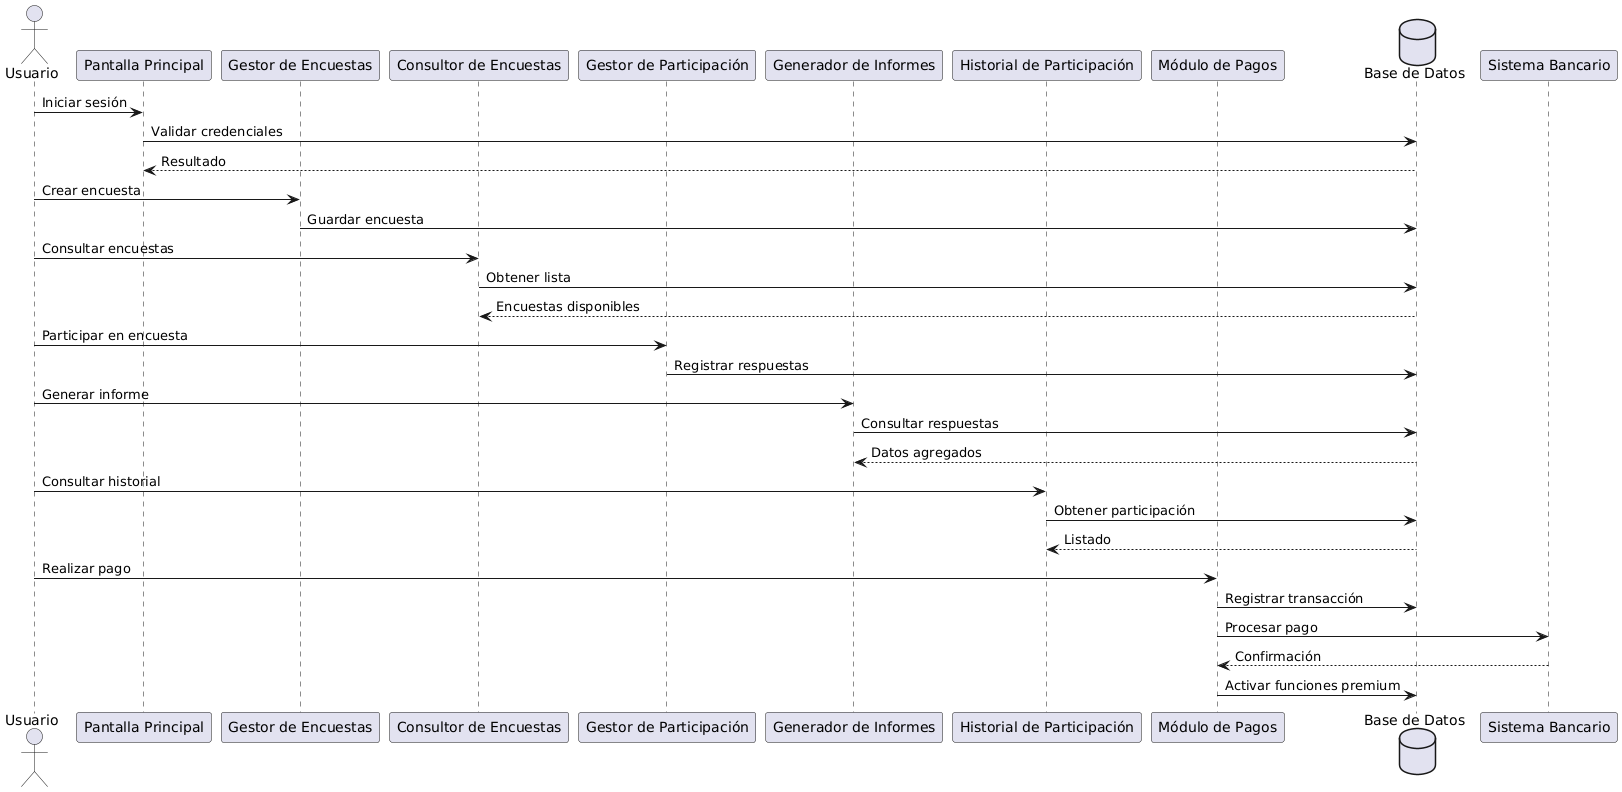 Usuario
Pantalla Principal
Gestor de Encuestas
Consultor de Encuestas
Gestor de Participación
Generador de Informes
Historial de Participación
Módulo de Pagos
Base de Datos
Sistema Bancario
Iniciar sesión
Validar credenciales
Resultado
Crear encuesta
Guardar encuesta
Consultar encuestas
Obtener lista
Encuestas disponibles
Participar en encuesta
Registrar respuestas
Generar informe
Consultar respuestas
Datos agregados
Consultar historial
Obtener participación
Listado
Realizar pago
Registrar transacción
Procesar pago
Confirmación
Activar funciones premium
Usuario
Pantalla Principal
Gestor de Encuestas
Consultor de Encuestas
Gestor de Participación
Generador de Informes
Historial de Participación
Módulo de Pagos
Base de Datos
Sistema Bancario